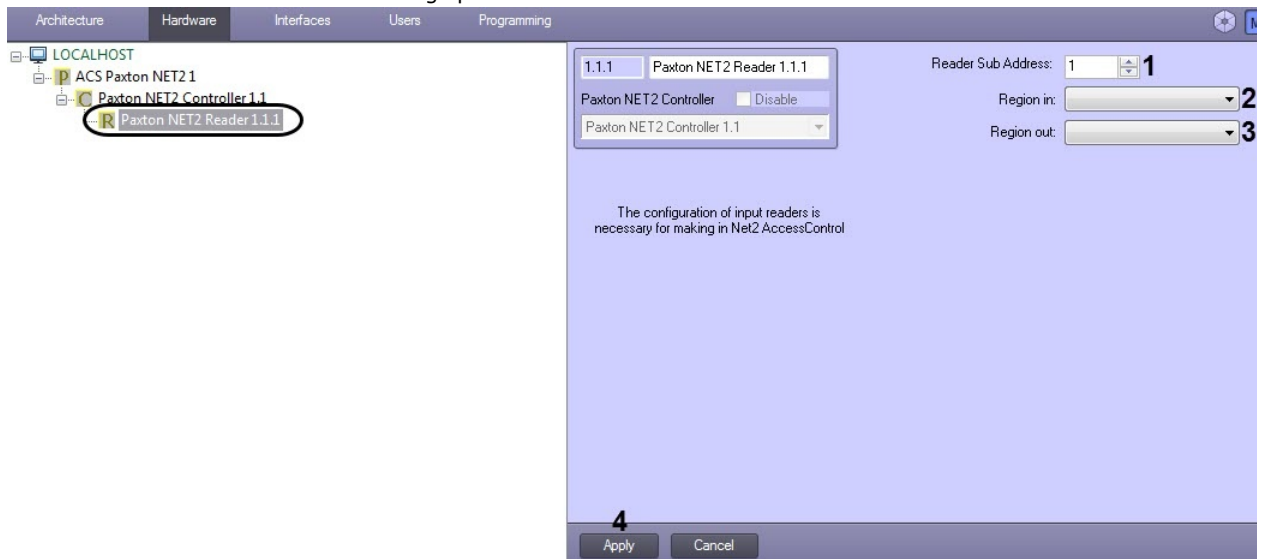 Architecture Hardware Interfaces Users Programming
LOCALHOST
P ACS Paxton NET2 1
C Paxton NET2 Controller 1.1
R Paxton NET2 Reader 1.1.1
1.1.1 Paxton NET2 Reader 1.1.1
Paxton NET2 Controller Disable
Paxton NET2 Controller 1.1
Reader Sub Address: 1 1
Region in: 2
Region out: 3
The configuration of input readers is
necessary for making in Net2 AccessControl
4
Apply Cancel